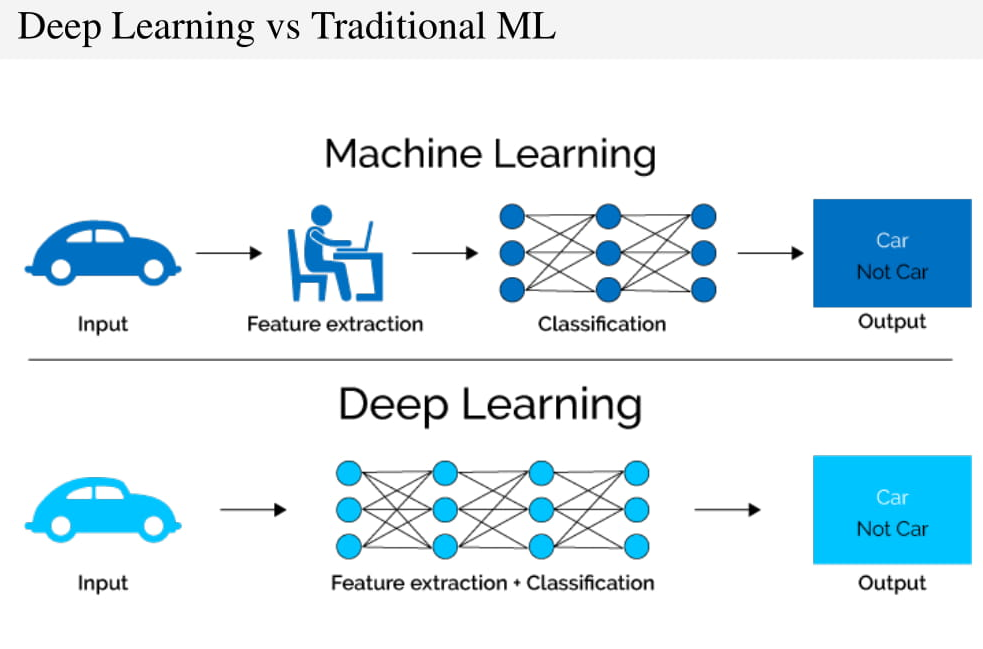 Deep Learning vs Traditional ML
Machine Learning
Car
Not Car
Input
Feature extraction
Classification
Output
Deep Learning
Car
Not Car
Input
Feature extraction + Classification
Output